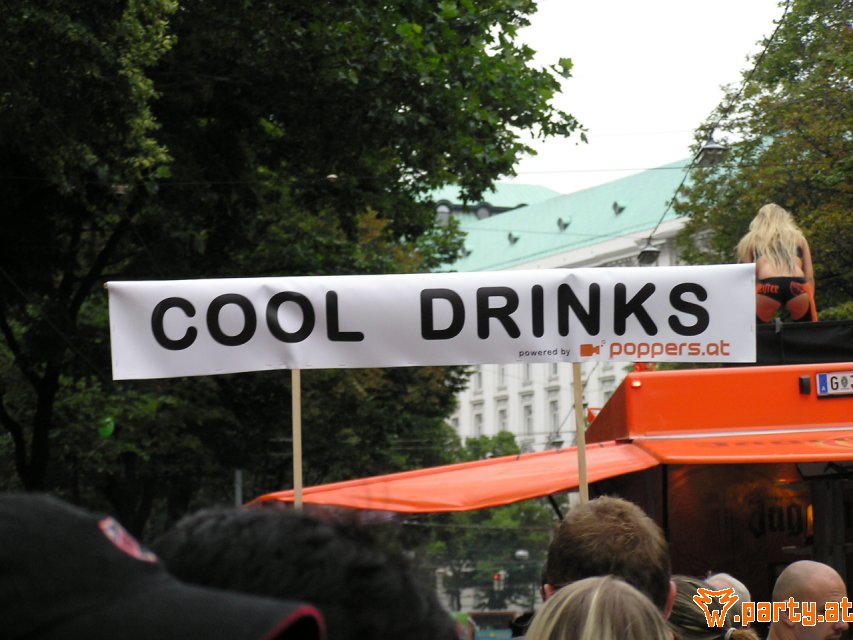 COOL DRINKS
powered by poppers.at
G
.party.at